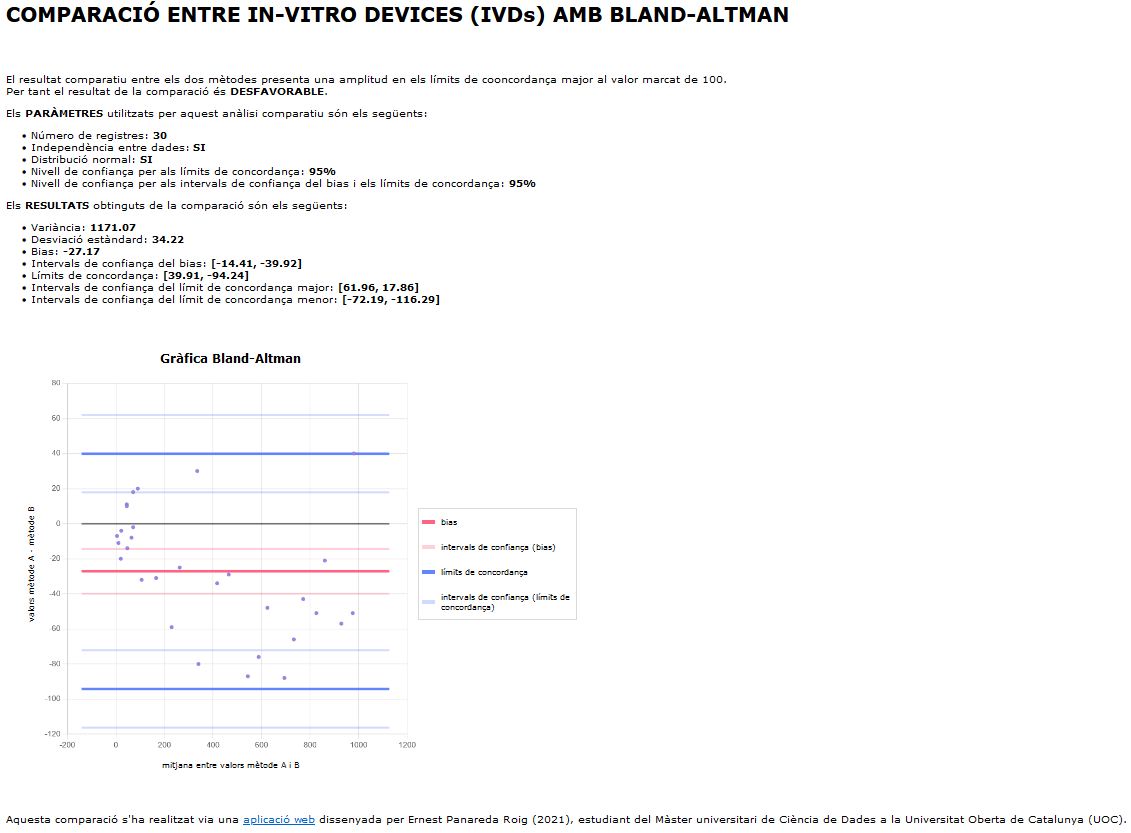 COMPARACIÓ ENTRE IN-VITRO DEVICES (IVDs) AMB BLAND-ALTMAN
El resultat comparatiu entre els dos mètodes presenta una amplitud en els límits de cooncordança major al valor marcat de 100.
Per tant el resultat de la comparació és DESFAVORABLE.
Els PARÀMETRES utilitzats per aquest anàlisi comparatiu són els següents:
• Número de registres: 30
• Independència entre dades: SI
• Distribució normal: SI
• Nivell de confiança per als límits de concordança: 95%
• Nivell de confiança per als intervals de confiança del bias i els límits de concordança: 95%
Els RESULTATS obtinguts de la comparació són els següents:
• Variància: 1171.07
• Desviació estàndard: 34.22
• Bias: -27.17
• Intervals de confiança del bias: [-14.41, -39.92]
• Límits de concordança: [39.91, -94.24]
• Intervals de confiança del límit de concordança major: [61.96, 17.86]
• Intervals de confiança del límit de concordança menor: [-72.19, -116.29]
Gràfica Bland-Altman
80
60
40
20
0
-20
-40
-60
-80
-100
-120
valors mètode A - mètode B
-200 0 200 400 600 800 1000 1200
mitjana entre valors mètode A i B
bias
intervals de confiança (bias)
límits de concordança
intervals de confiança (límits de
concordança)
Aquesta comparació s'ha realitzat via una aplicació web dissenyada per Ernest Panareda Roig (2021), estudiant del Màster universitari de Ciència de Dades a la Universitat Oberta de Catalunya (UOC).